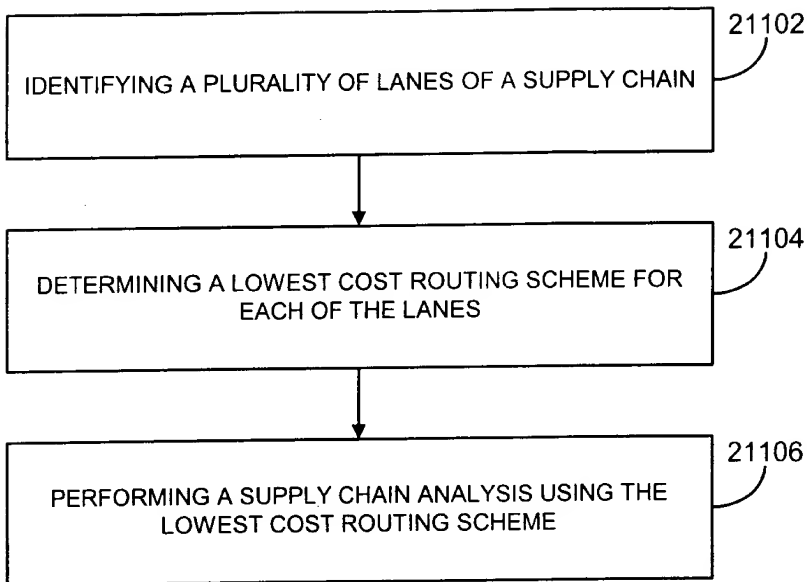 21102
IDENTIFYING A PLURALITY OF LANES OF A SUPPLY CHAIN
21104
DETERMINING A LOWEST COST ROUTING SCHEME FOR
EACH OF THE LANES
21106
PERFORMING A SUPPLY CHAIN ANALYSIS USING THE
LOWEST COST ROUTING SCHEME